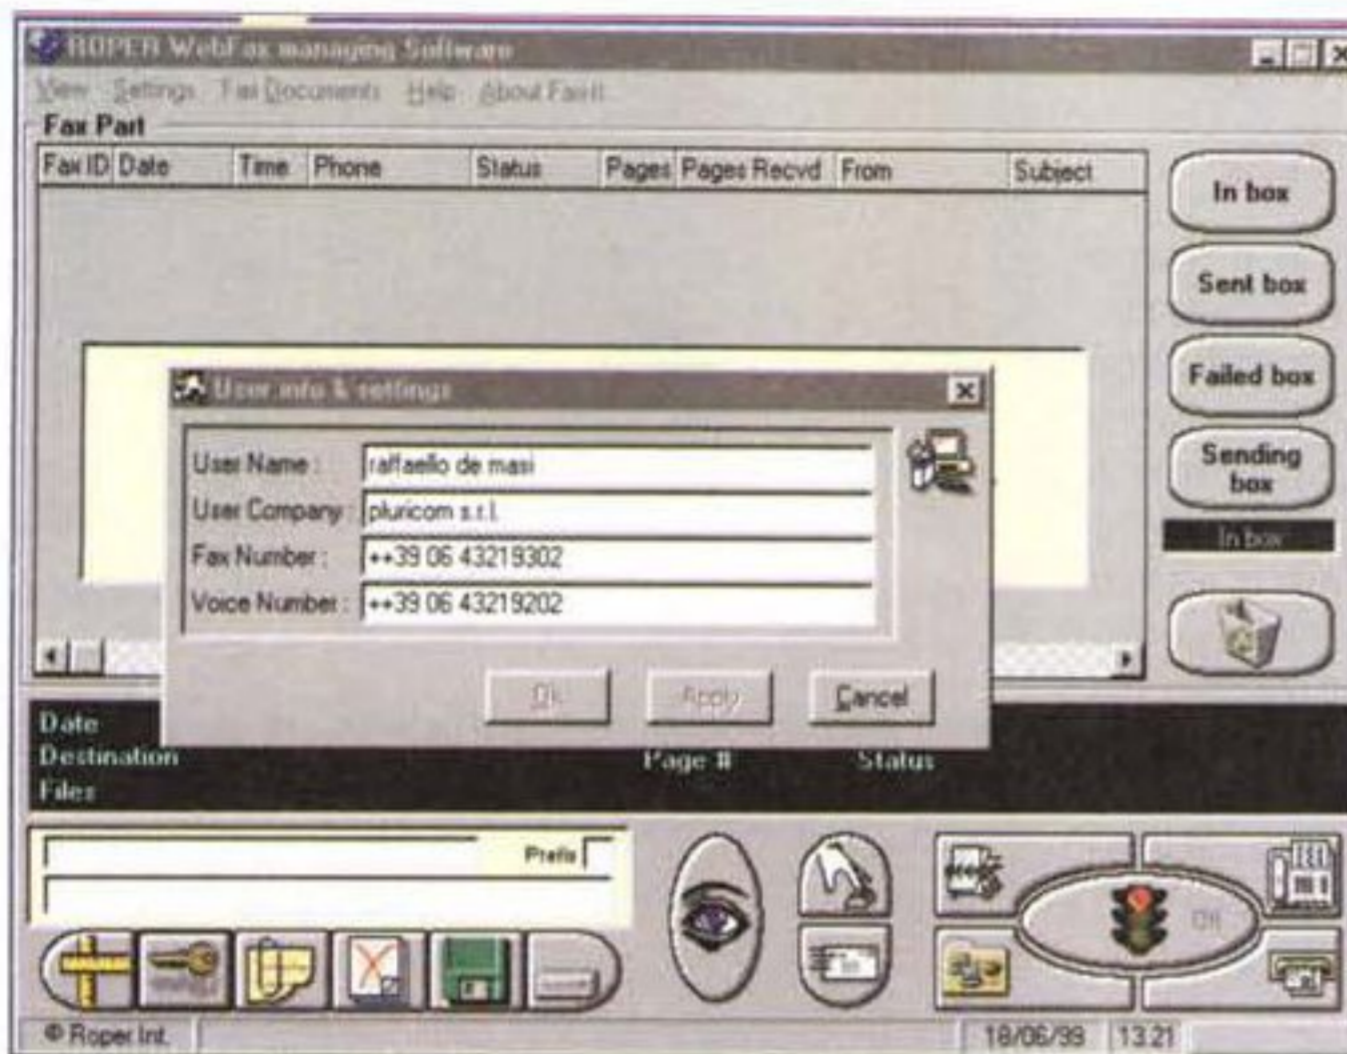 ROPER WebFax managing Software
View Settings Fax Documents Help About Fax-It
Fax Part
Fax ID Date Time Phone Status Pages Pages Recvd From Subject
In box
Sent box
Failed box
Sending box
In box
User info & settings
User Name : raffaello de masi
User Company : pluricom s.r.l.
Fax Number : ++39 06 43219302
Voice Number : ++39 06 43219202
Ok Apply Cancel
Date
Destination Page # Status
Files
Prefix
Off
© Roper Int. 18/06/99 13.21